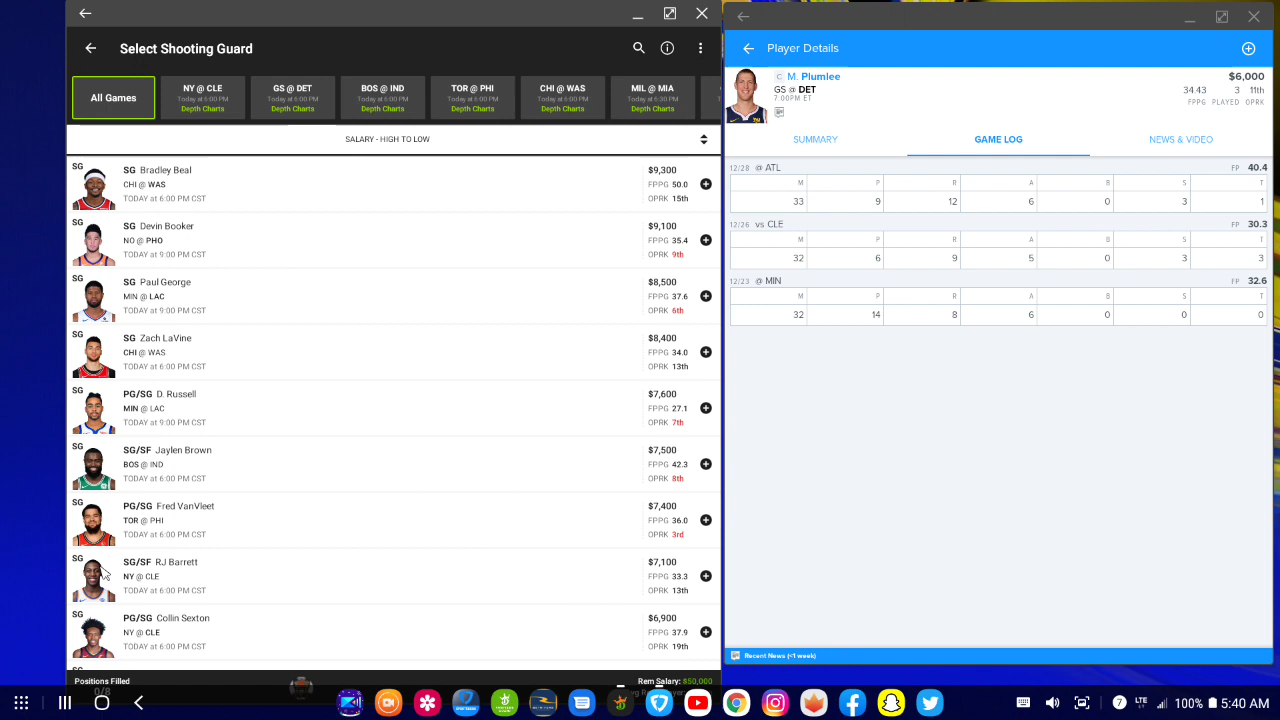 Select Shooting Guard
All Games
NY @ CLE
Today at 6:00 PM
Depth Charts
GS @ DET
Today at 6:00 PM
Depth Charts
BOS @ IND
Today at 6:00 PM
Depth Charts
TOR @ PHI
Today at 6:00 PM
Depth Charts
CHI @ WAS
Today at 6:00 PM
Depth Charts
MIL @ MIA
Today at 6:30 PM
Depth Charts
SALARY - HIGH TO LOW
SG SG Bradley Beal $9,300
CHI @ WAS FPPG 50.0
TODAY at 6:00 PM CST OPRK 15th
SG SG Devin Booker $9,100
NO @ PHO FPPG 35.4
TODAY at 9:00 PM CST OPRK 9th
SG SG Paul George $8,500
MIN @ LAC FPPG 37.6
TODAY at 9:00 PM CST OPRK 6th
SG SG Zach LaVine $8,400
CHI @ WAS FPPG 34.0
TODAY at 6:00 PM CST OPRK 13th
SG PG/SG D. Russell $7,600
MIN @ LAC FPPG 27.1
TODAY at 9:00 PM CST OPRK 7th
SG SG/SF Jaylen Brown $7,500
BOS @ IND FPPG 42.3
TODAY at 6:00 PM CST OPRK 8th
SG PG/SG Fred VanVleet $7,400
TOR @ PHI FPPG 36.0
TODAY at 6:00 PM CST OPRK 3rd
SG SG/SF RJ Barrett $7,100
NY @ CLE FPPG 33.3
TODAY at 6:00 PM CST OPRK 13th
SG PG/SG Collin Sexton $6,900
NY @ CLE FPPG 37.9
TODAY at 6:00 PM CST OPRK 19th
Positions Filled Rem Salary: $50,000
0/8
Player Details
C M. Plumlee $6,000
GS @ DET 34.43 3 11th
7:00PM ET FPPG PLAYED OPRK
SUMMARY GAME LOG NEWS & VIDEO
12/28 @ ATL FP 40.4
M P R A B S T
33 9 12 6 0 3 1
12/26 vs CLE FP 30.3
M P R A B S T
32 6 9 5 0 3 3
12/23 @ MIN FP 32.6
M P R A B S T
32 14 8 6 0 0 0
Recent News (<1 week)
7 LTE 100% 5:40 AM